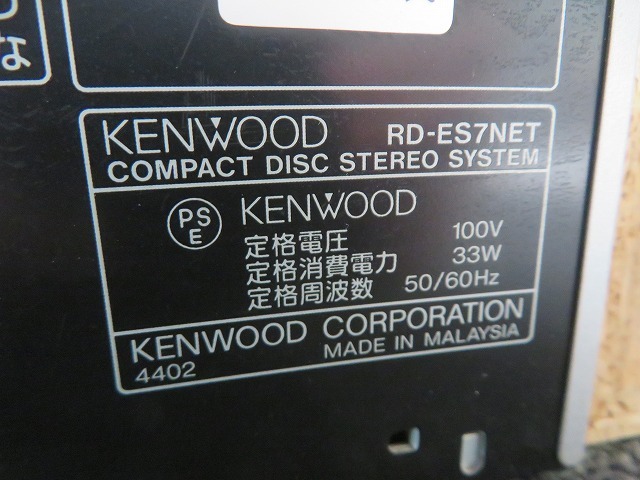 な
KENWOOD RD-ES7NET
COMPACT DISC STEREO SYSTEM
PS
E
KENWOOD
定格電圧 100V
定格消費電力 33W
定格周波数 50/60Hz
KENWOOD CORPORATION
4402 MADE IN MALAYSIA